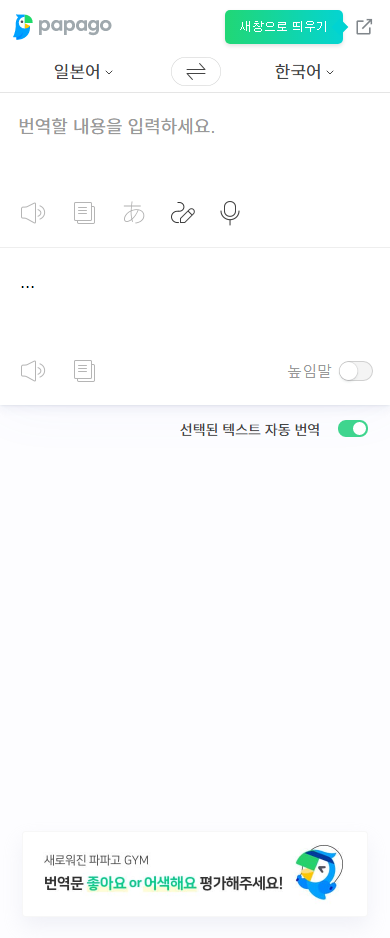 papago
새창으로 띄우기
일본어
한국어
번역할 내용을 입력하세요.
あ
...
높임말
선택된 텍스트 자동 번역
새로워진 파파고 GYM
번역문 좋아요 or 어색해요 평가해주세요!